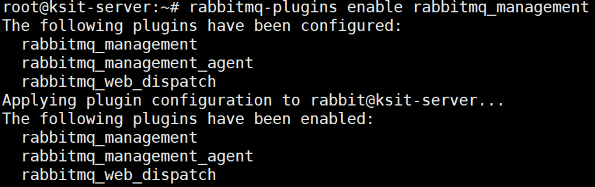 root@ksit-server:~# rabbitmq-plugins enable rabbitmq_management
The following plugins have been configured:
  rabbitmq_management
  rabbitmq_management_agent
  rabbitmq_web_dispatch
Applying plugin configuration to rabbit@ksit-server...
The following plugins have been enabled:
  rabbitmq_management
  rabbitmq_management_agent
  rabbitmq_web_dispatch